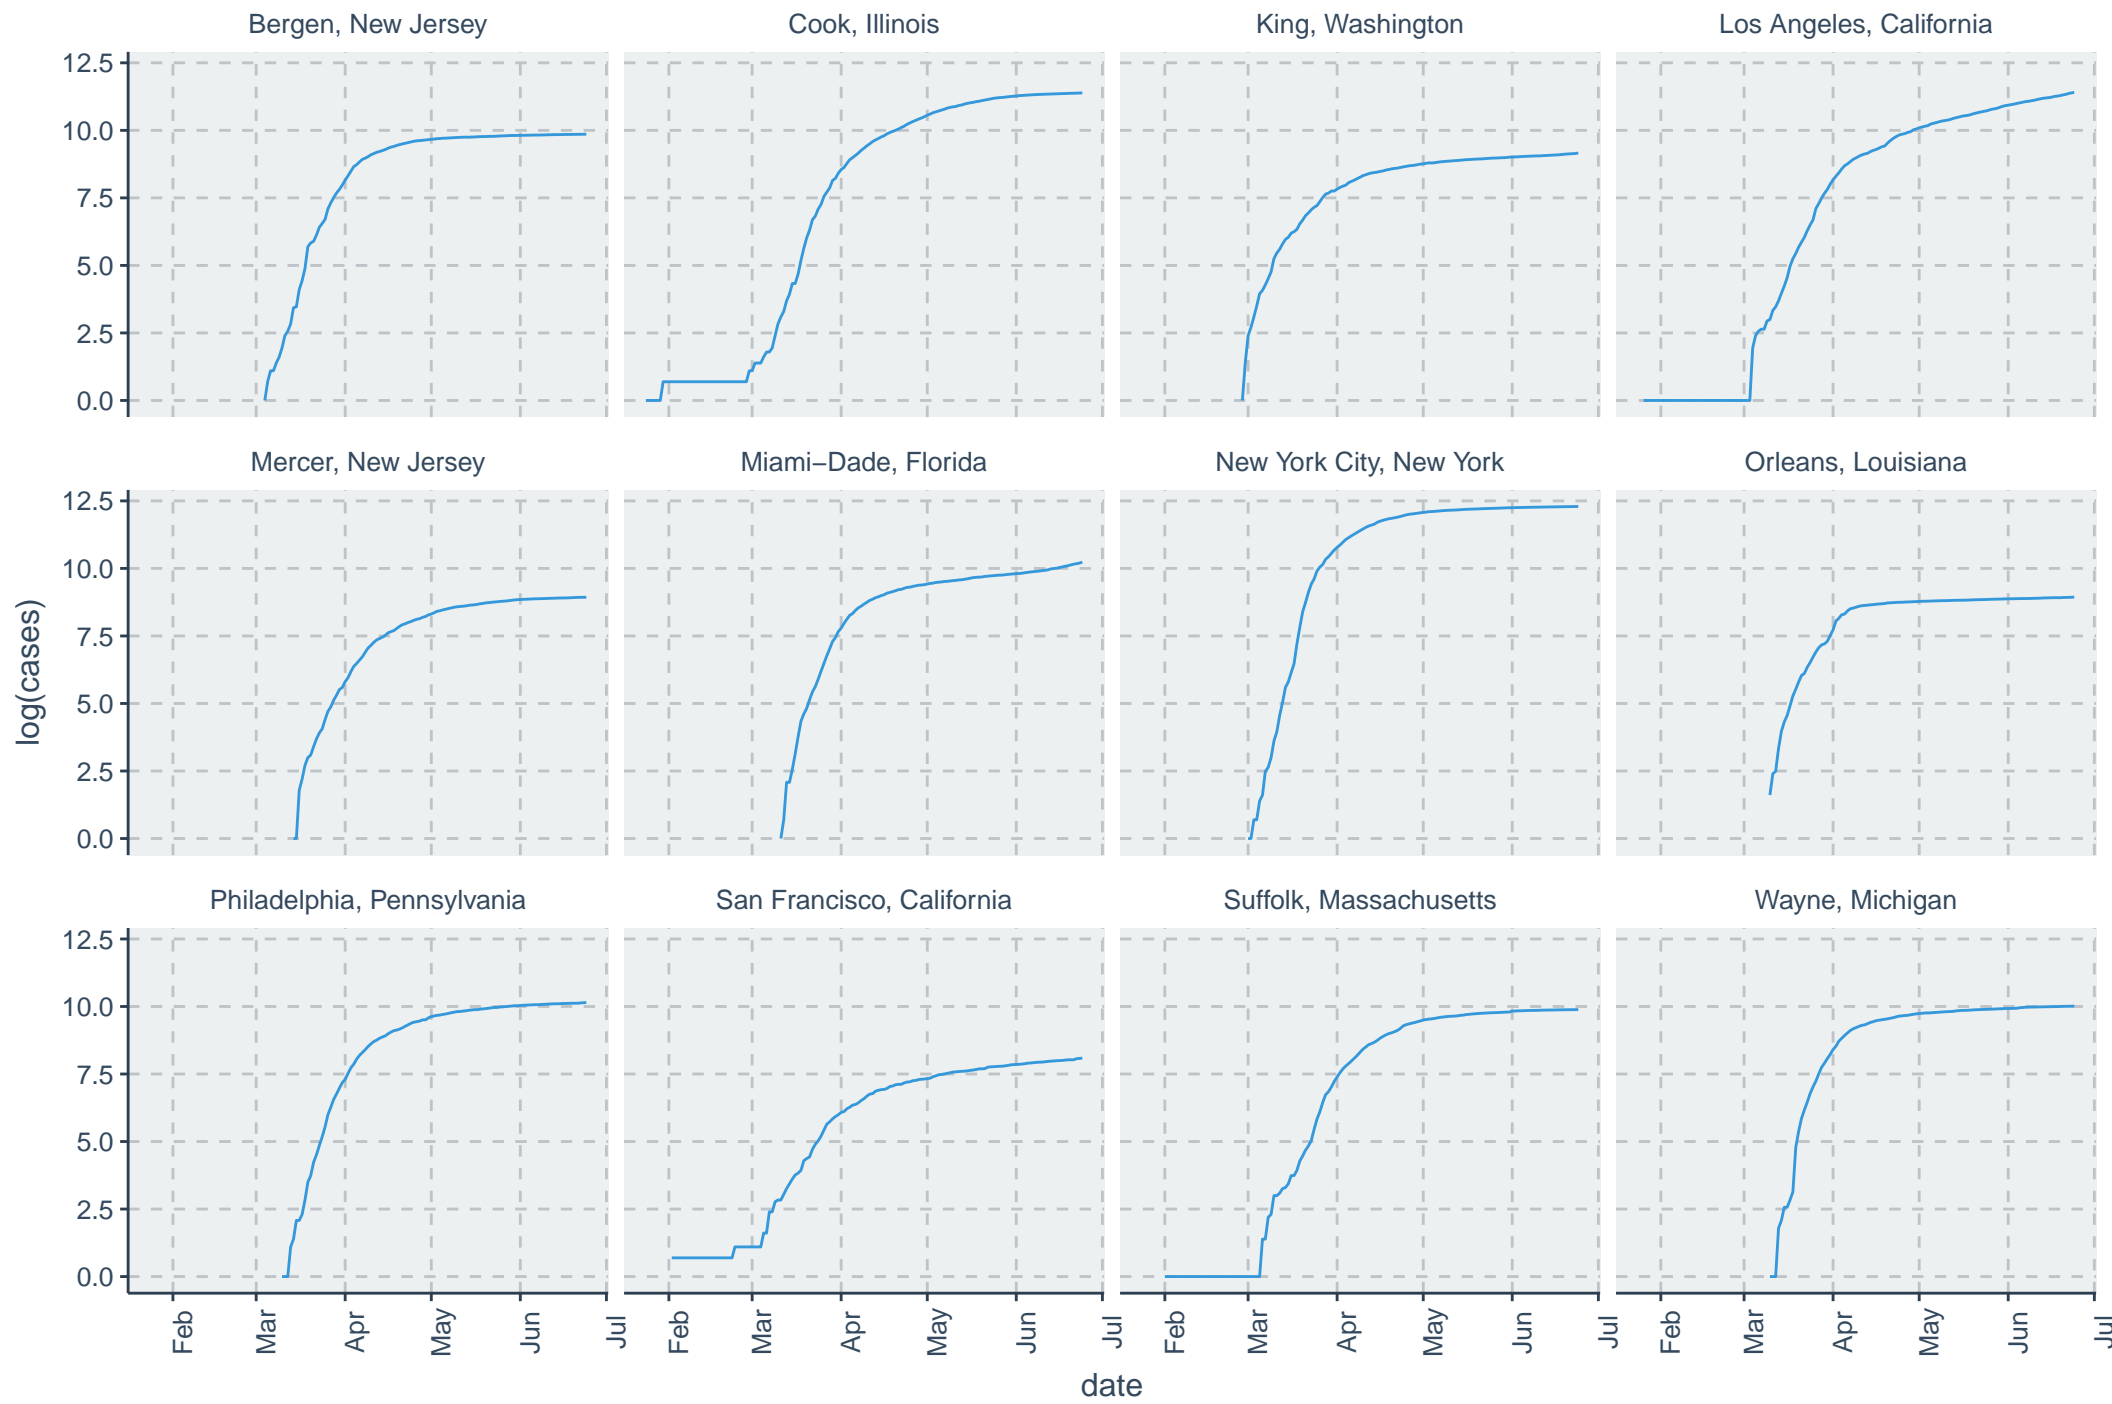 Bergen, New Jersey
Cook, Illinois
King, Washington
Los Angeles, California
12.5
10.0
7.5
5.0
2.5
0.0
Mercer, New Jersey
Miami−Dade, Florida
New York City, New York
Orleans, Louisiana
12.5
10.0
7.5
5.0
2.5
0.0
log(cases)
Philadelphia, Pennsylvania
San Francisco, California
Suffolk, Massachusetts
Wayne, Michigan
12.5
10.0
7.5
5.0
2.5
0.0
Feb Mar Apr May Jun Jul
Feb Mar Apr May Jun Jul
Feb Mar Apr May Jun Jul
Feb Mar Apr May Jun Jul
date